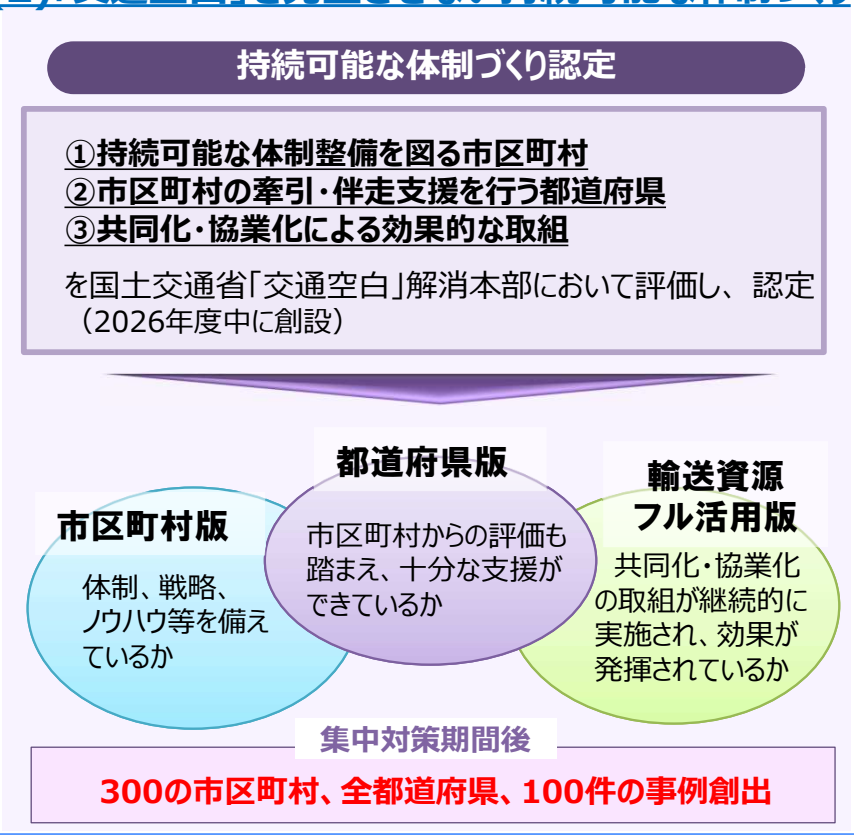 持続可能な体制づくり認定
①持続可能な体制整備を図る市区町村
②市区町村の牽引・伴走支援を行う都道府県
③共同化・協業化による効果的な取組
を国土交通省「交通空白」解消本部において評価し、認定
（2026年度中に創設）
市区町村版
体制、戦略、
ノウハウ等を備え
ているか
都道府県版
市区町村からの評価も
踏まえ、十分な支援が
できているか
輸送資源
フル活用版
共同化・協業化
の取組が継続的に
実施され、効果が
発揮されているか
集中対策期間後
300の市区町村、全都道府県、100件の事例創出